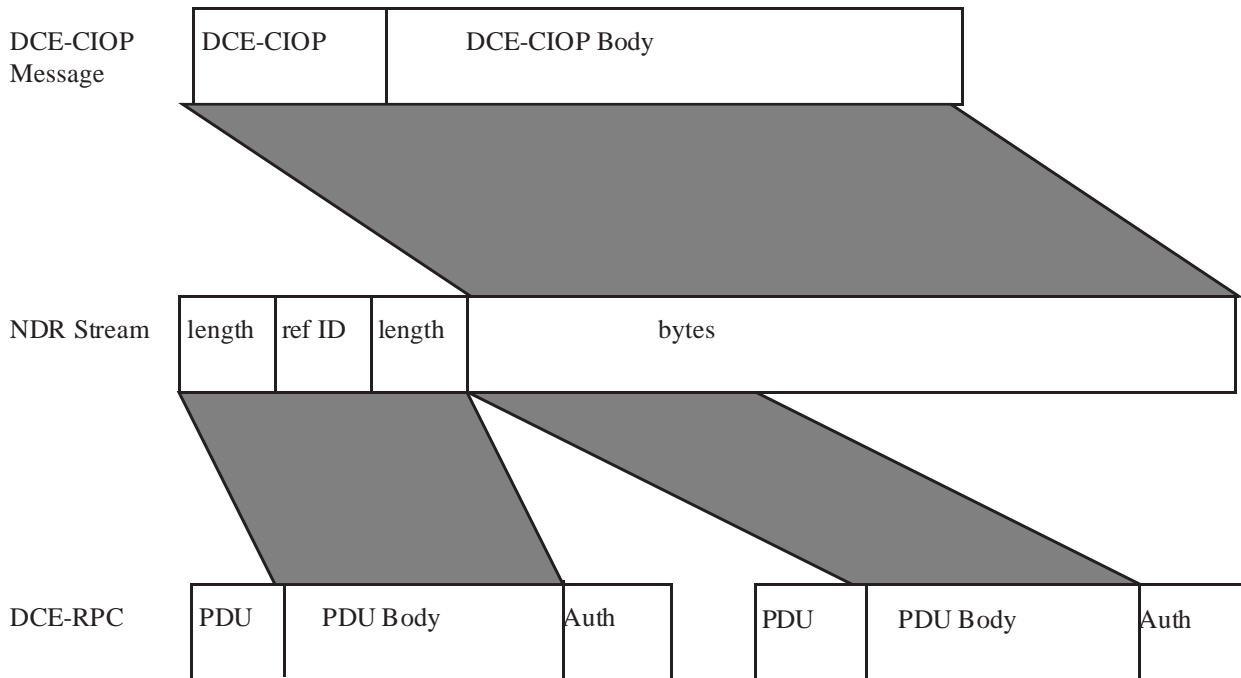 DCE-CIOP
Message
DCE-CIOP
DCE-CIOP Body
NDR Stream
length
ref ID
length
bytes
DCE-RPC
PDU
PDU Body
Auth
PDU
PDU Body
Auth